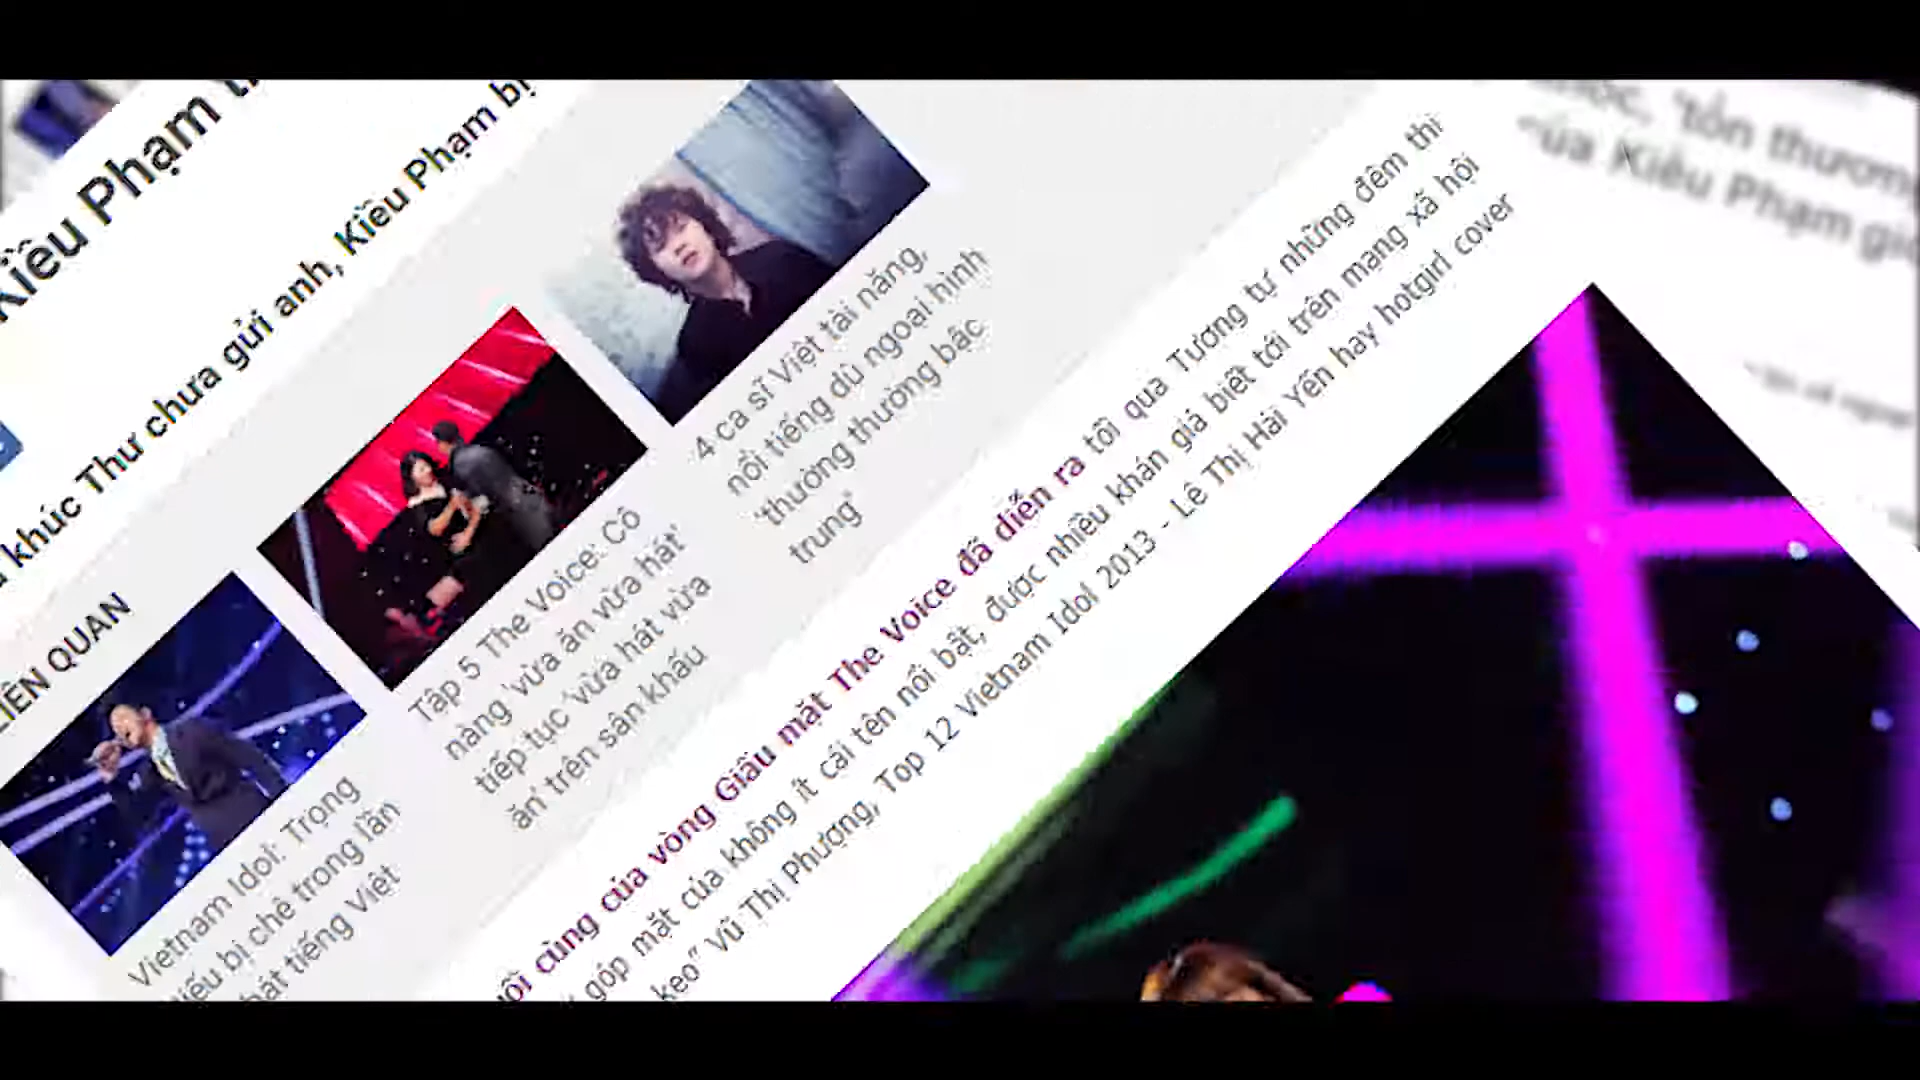 Kiều Phạm
khúc Thư chưa gửi anh, Kiều Phạm bị
LIÊN QUAN
Vietnam Idol: Trọng
Hiếu bị chê trong lần
hát tiếng Việt
Tập 5 The Voice: Cô
nàng 'vừa ăn vừa hát'
tiếp tục 'vừa hát vừa
ăn' trên sân khấu
4 ca sĩ Việt tài năng,
nổi tiếng dù ngoại hình
'thường thường bậc
trung'
cùng của vòng Giấu mặt The Voice đã diễn ra tối qua Tương tự những đêm thi
góp mặt của không ít cái tên nổi bật, được nhiều khán giả biết tới trên mạng xã hội
kẹo" Vũ Thị Phượng, Top 12 Vietnam Idol 2013 - Lê Thị Hải Yến hay hotgirl cover
"tổn thương
của Kiều Phạm